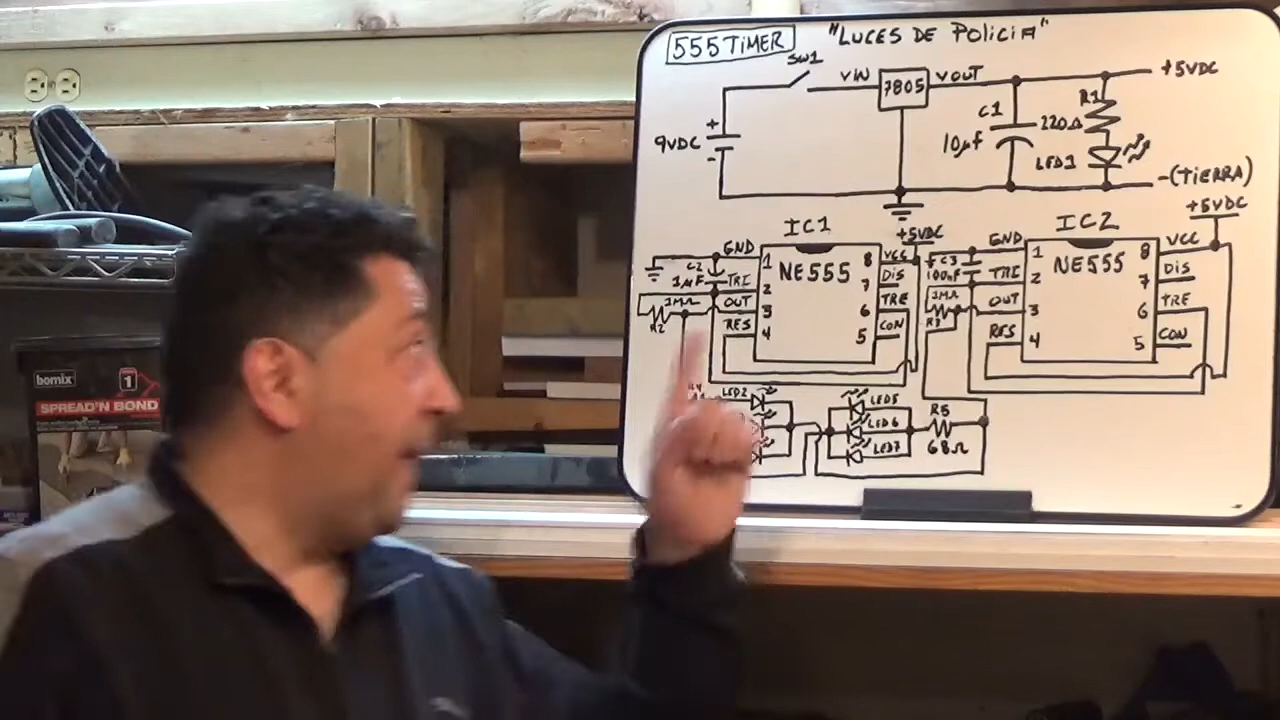 555 TiMER "LUCES DE POLiCiA"
SW1
VIN 7805 VOUT +5VDC
+
9VDC
-
C1
10µf
R1
220Ω
LED1
-(TiERRA)
IC1
GND 1 8 VCC +5VDC
C2
1µF TRI 2 NE555 7 DIS
1MΩ OUT 3 6 TRE
R2
RES 4 5 CON
IC2
GND 1 8 VCC +5VDC
+ C3
100nF TRI 2 NE555 7 DIS
1MΩ OUT 3 6 TRE
R3
RES 4 5 CON
LED2
LED5
LED6
LED7
R5
68Ω
bomix 1
SPREAD'N BOND